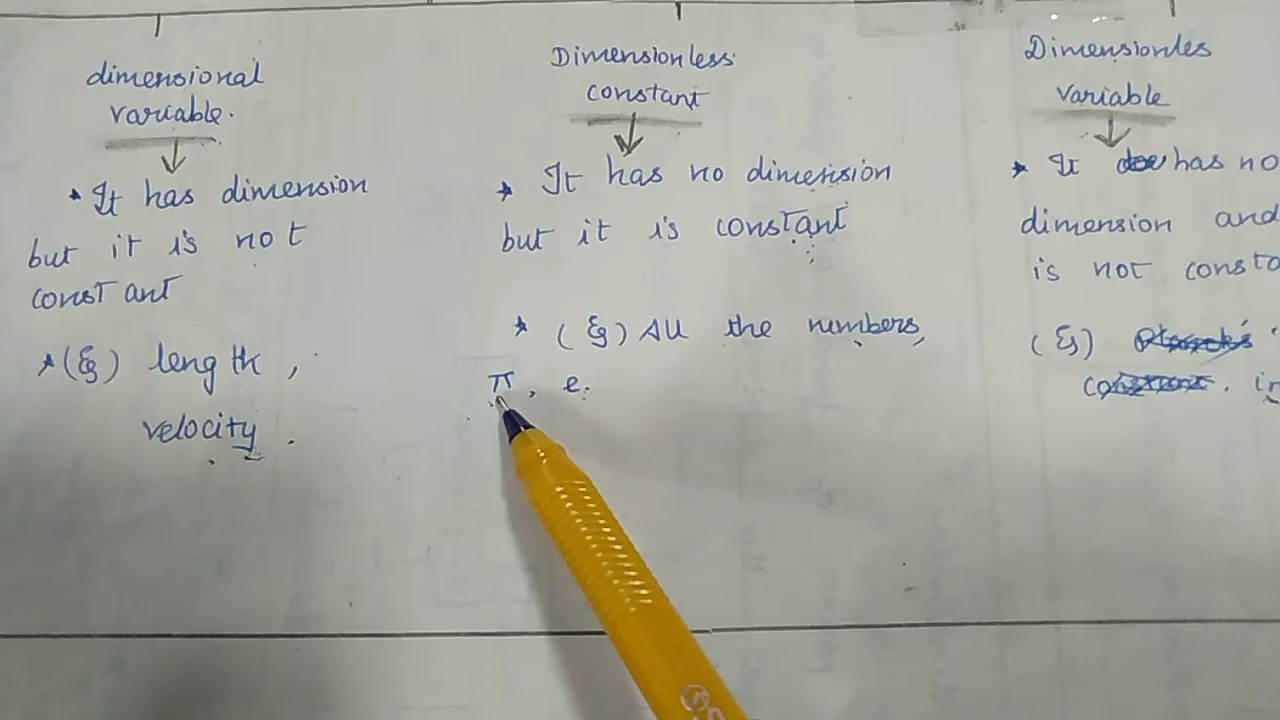 dimensional
variable.
* It has dimension
but it is not
constant
* (Eg) length,
velocity.
Dimensionless
constant
* It has no dimension
but it is constant
* (Eg) All the numbers,
π, e.
Dimensionles
variable
* It has no
dimension and
is not consta
(Eg)